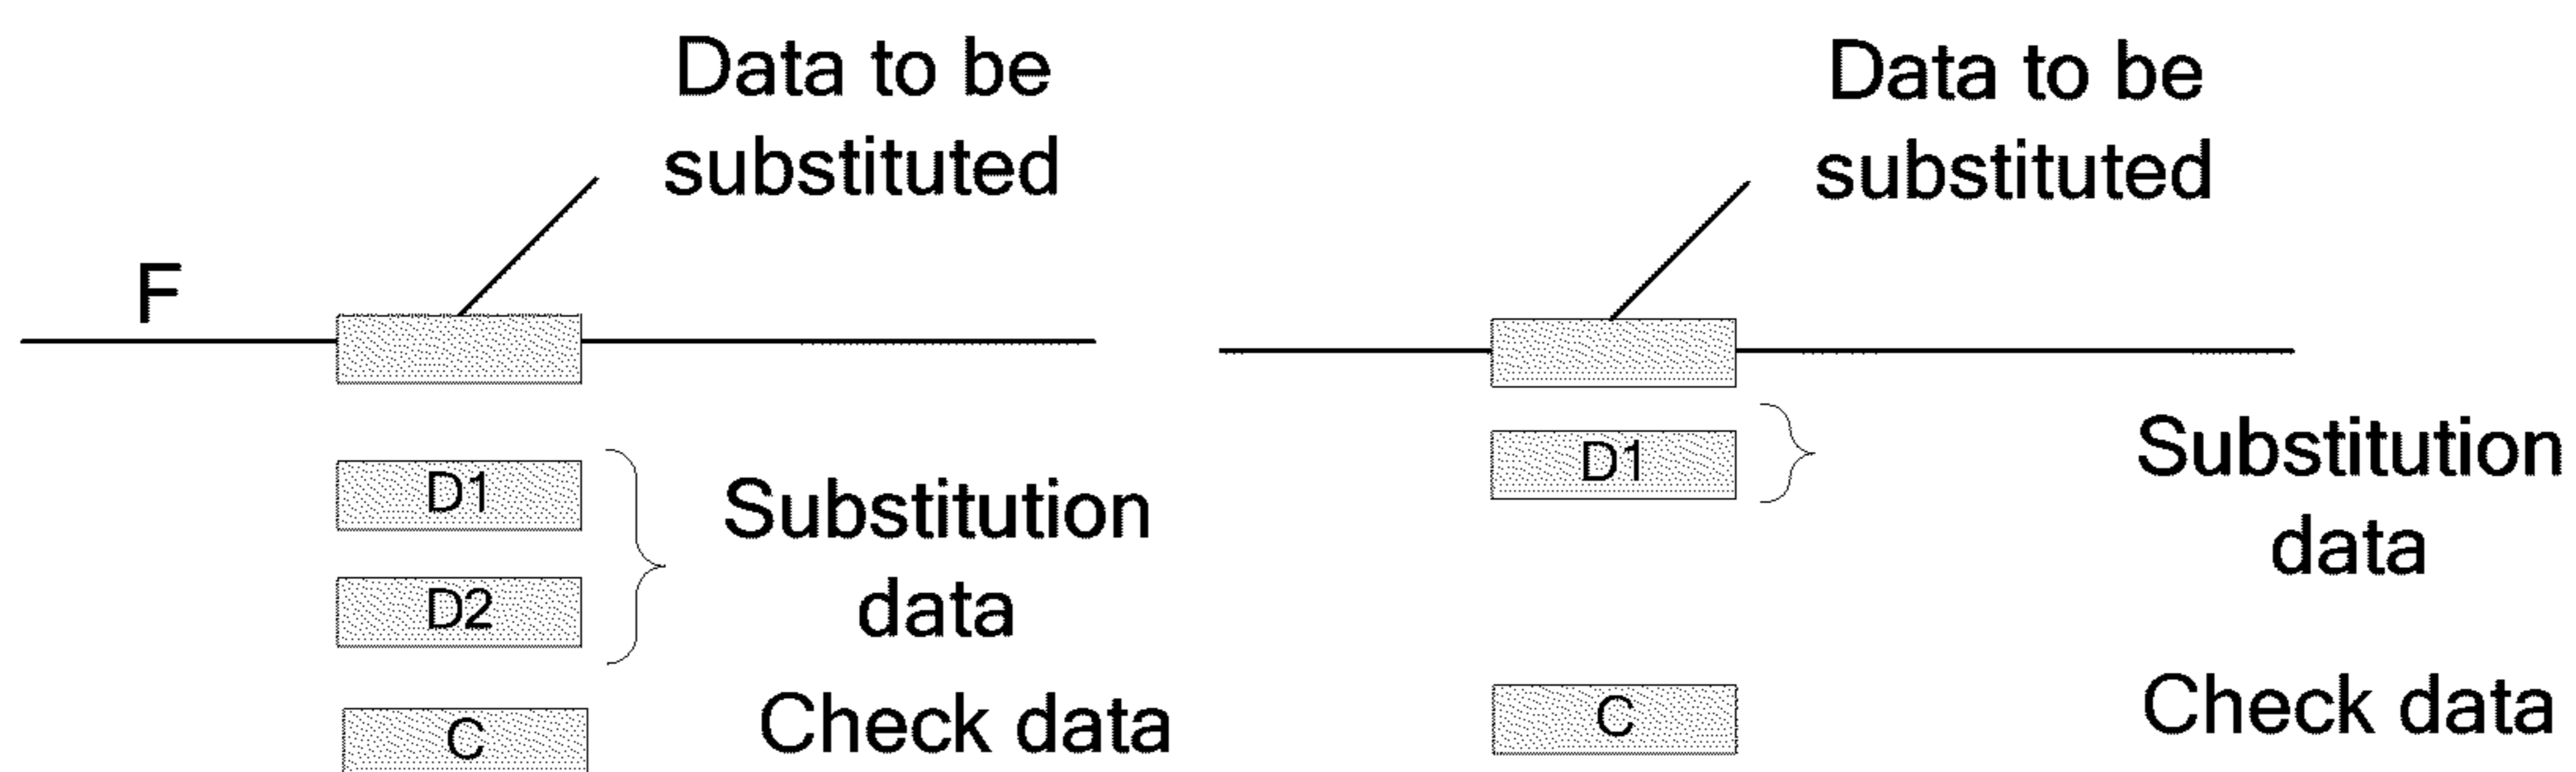 Data to be
substituted
F
D1
D2
Substitution
data
C
Check data
Data to be
substituted
D1
Substitution
data
C
Check data